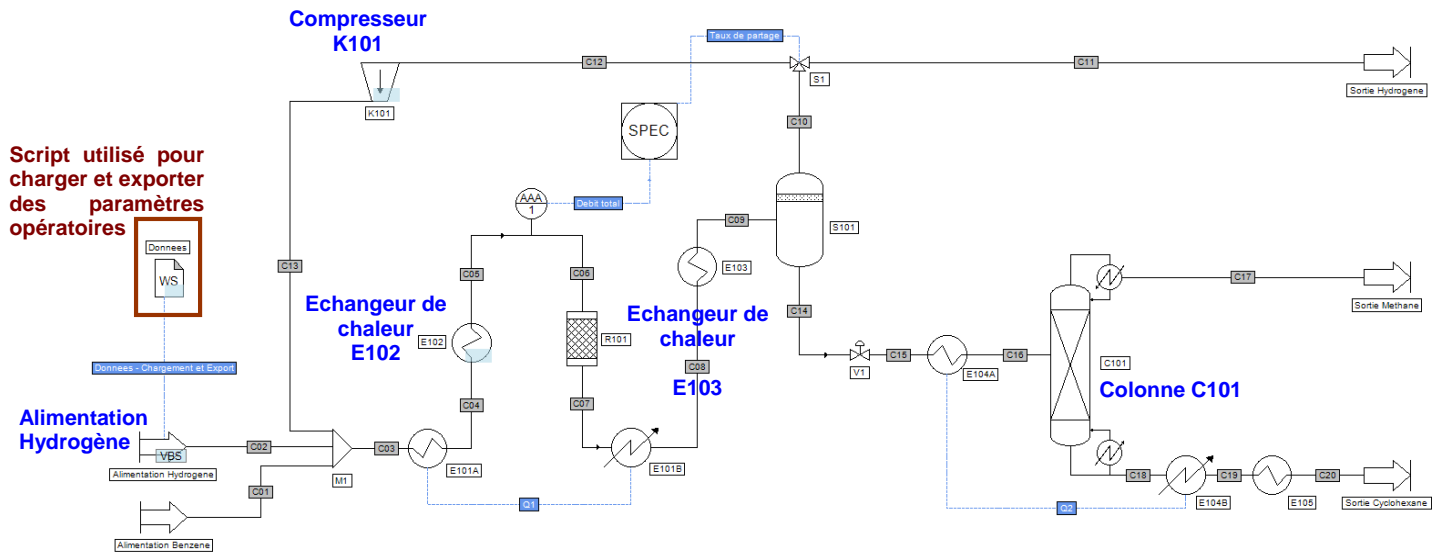 Compresseur
K101
Taux de partage
C12
C11
S1
Sortie Hydrogene
K101
SPEC
C10
Script utilisé pour
charger et exporter
des paramètres
opératoires
AAA
1
Debit total
C09
S101
Donnees
WS
C13
C05
C06
E103
C17
Sortie Methane
Echangeur de
chaleur
E102
E102
R101
Echangeur de
chaleur
E103
C14
C15
C16
V1
E104A
C101
Colonne C101
Donnees - Chargement et Export
C04
C07
C08
Alimentation
Hydrogène
VBS
Alimentation Hydrogene
C02
C03
M1
E101A
E101B
Q1
C01
Alimentation Benzene
C18
C19
C20
E104B
E105
Q2
Sortie Cyclohexane